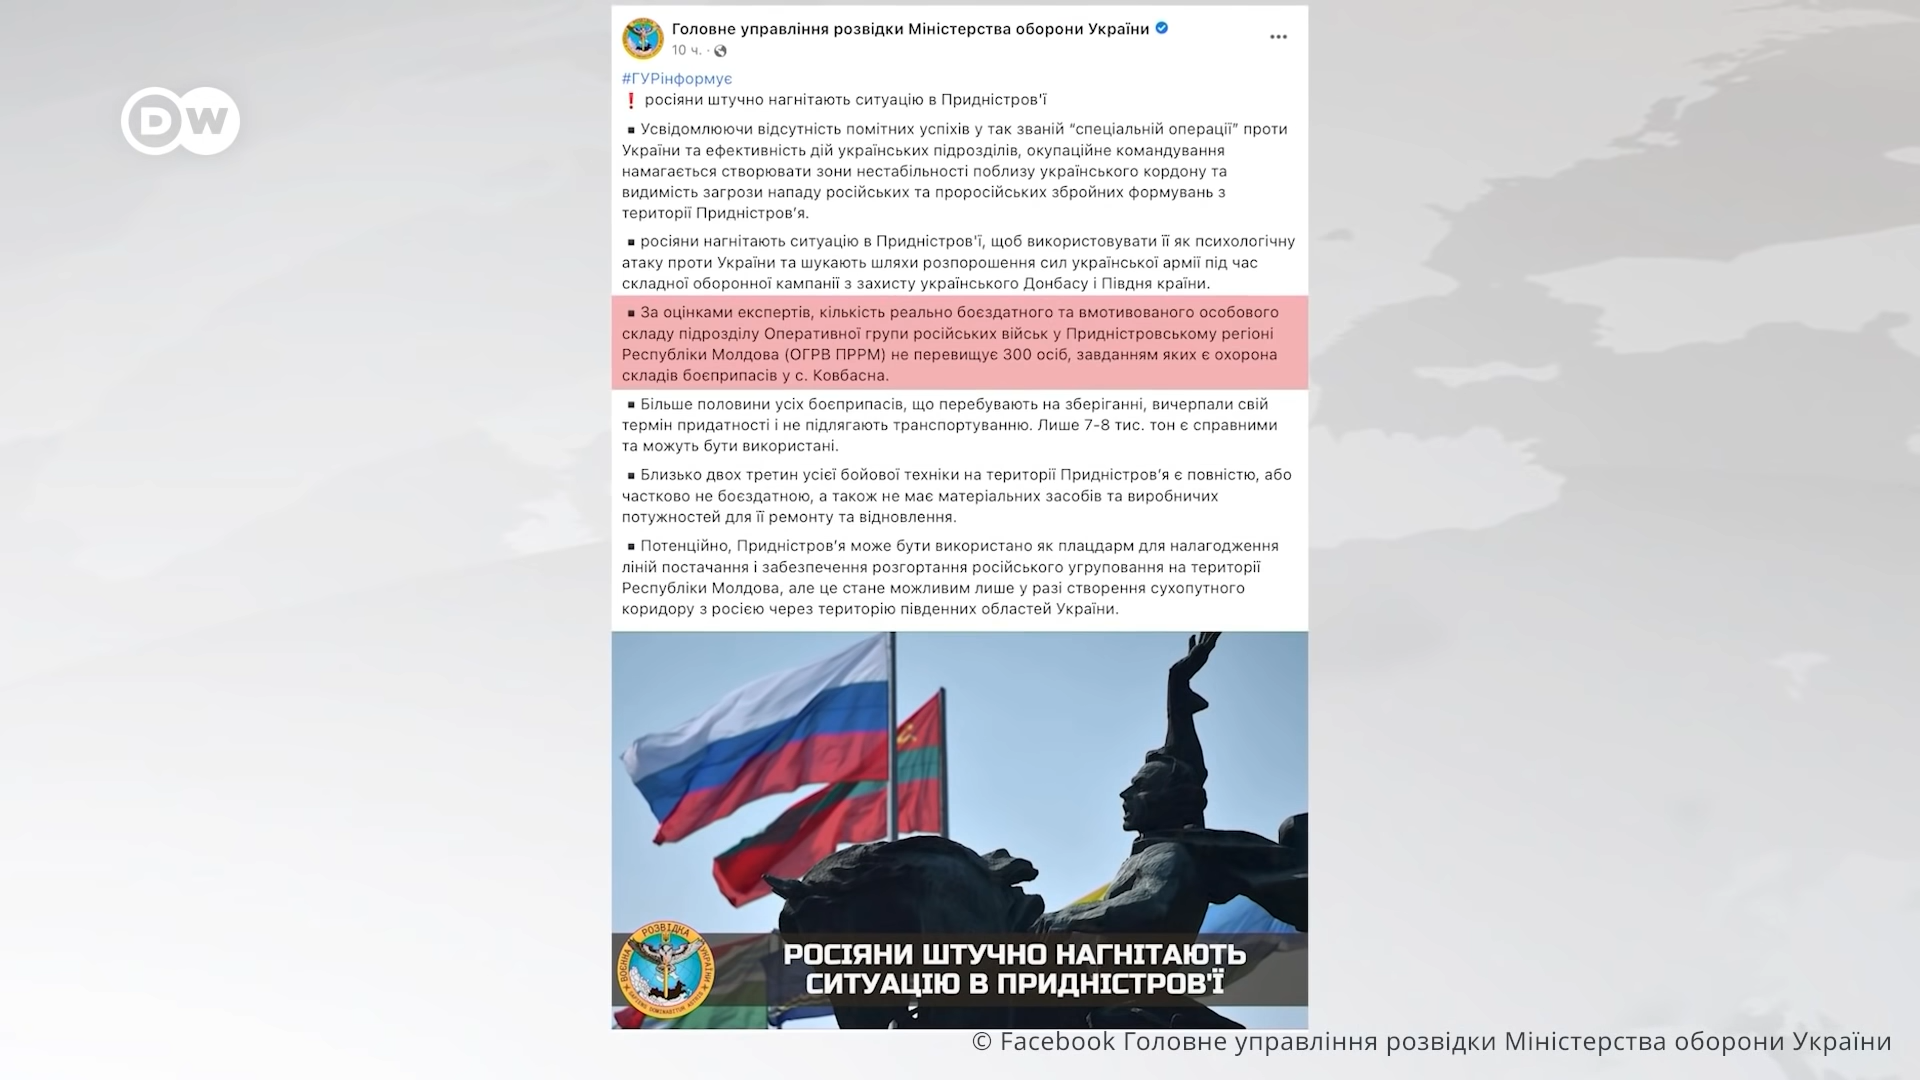 DW
Головне управління розвідки Міністерства оборони України
10 ч. ·
#ГУРінформує
❗ росіяни штучно нагнітають ситуацію в Придністров'ї
▪Усвідомлюючи відсутність помітних успіхів у так званій “спеціальній операції” проти
України та ефективність дій українських підрозділів, окупаційне командування
намагається створювати зони нестабільності поблизу українського кордону та
видимість загрози нападу російських та проросійських збройних формувань з
території Придністров’я.
▪росіяни нагнітають ситуацію в Придністров'ї, щоб використовувати її як психологічну
атаку проти України та шукають шляхи розпорошення сил української армії під час
складної оборонної кампанії з захисту українського Донбасу і Півдня країни.
▪За оцінками експертів, кількість реально боєздатного та вмотивованого особового
складу підрозділу Оперативної групи російських військ у Придністровському регіоні
Республіки Молдова (ОГРВ ПРРМ) не перевищує 300 осіб, завданням яких є охорона
складів боєприпасів у с. Ковбасна.
▪Більше половини усіх боєприпасів, що перебувають на зберіганні, вичерпали свій
термін придатності і не підлягають транспортуванню. Лише 7-8 тис. тон є справними
та можуть бути використані.
▪Близько двох третин усієї бойової техніки на території Придністров’я є повністю, або
частково не боєздатною, а також не має матеріальних засобів та виробничих
потужностей для її ремонту та відновлення.
▪Потенційно, Придністров’я може бути використано як плацдарм для налагодження
ліній постачання і забезпечення розгортання російського угруповання на території
Республіки Молдова, але це стане можливим лише у разі створення сухопутного
коридору з росією через територію південних областей України.
ВОЄННА РОЗВІДКА УКРАЇНИ
SAPIENS DOMINABITUR ASTRIS
РОСІЯНИ ШТУЧНО НАГНІТАЮТЬ
СИТУАЦІЮ В ПРИДНІСТРОВ'Ї
© Facebook Головне управління розвідки Міністерства оборони України